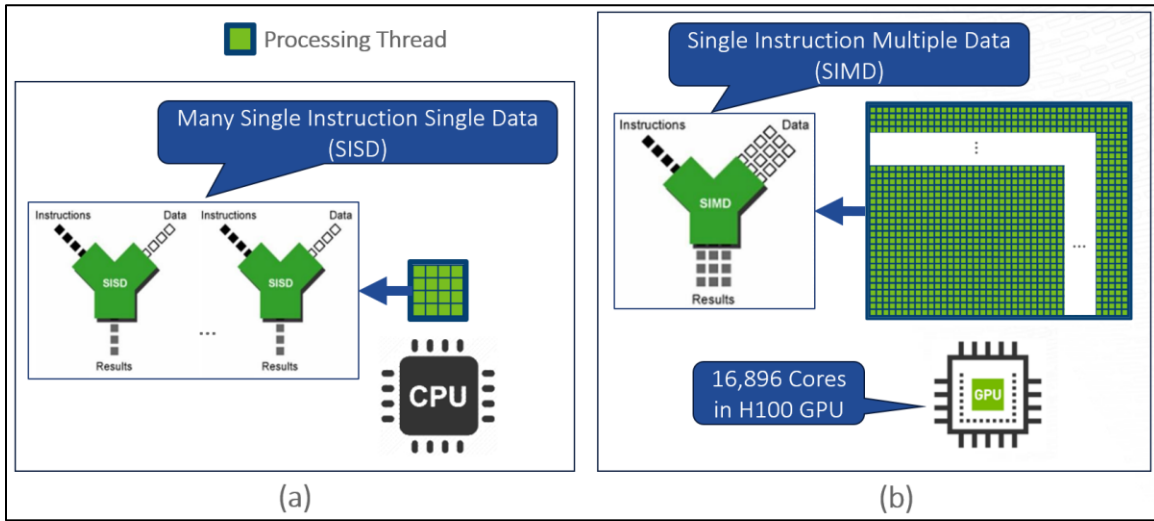 Processing Thread
Many Single Instruction Single Data
(SISD)
Instructions
Data
Instructions
Data
SISD
SISD
...
Results
Results
CPU
(a)
Single Instruction Multiple Data
(SIMD)
Instructions
Data
SIMD
Results
...
...
16,896 Cores
in H100 GPU
GPU
(b)